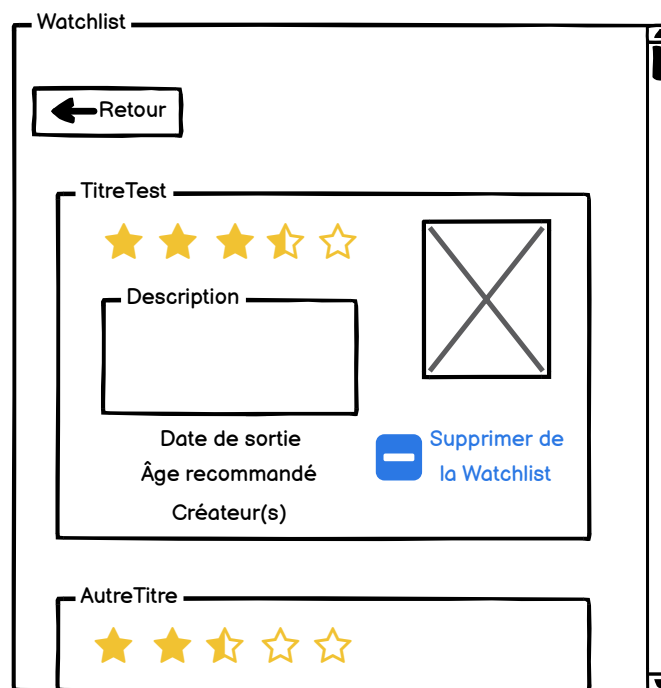 Watchlist
Retour
TitreTest
Description
Date de sortie
Âge recommandé
Créateur(s)
Supprimer de
la Watchlist
AutreTitre